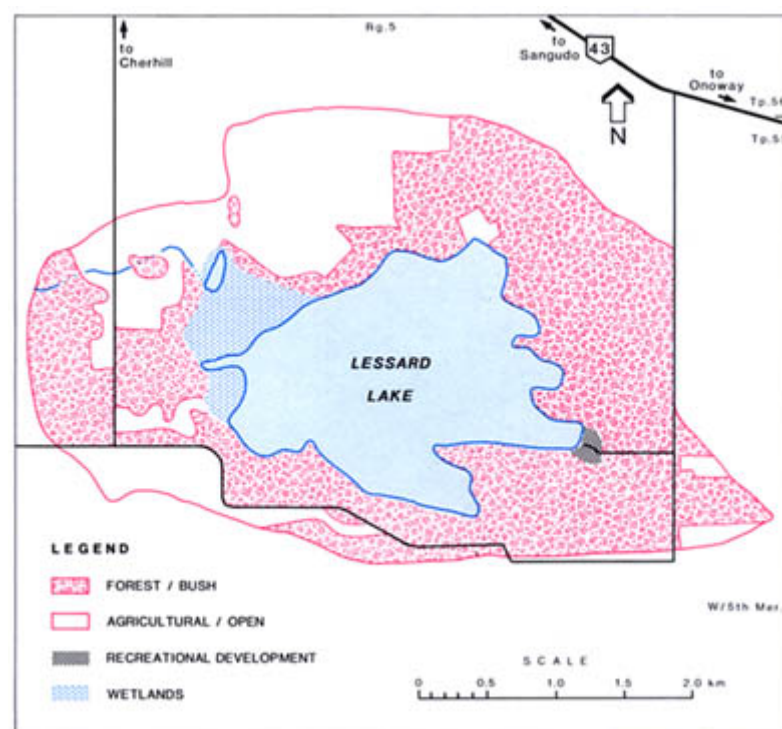 Rg.5
to
Cherhill
to
Sangudo
43
to
Onoway
N
LESSARD
LAKE
LEGEND
FOREST / BUSH
AGRICULTURAL / OPEN
RECREATIONAL DEVELOPMENT
WETLANDS
W/5th Mer.
SCALE
0 0.5 1.0 1.5 2.0 km